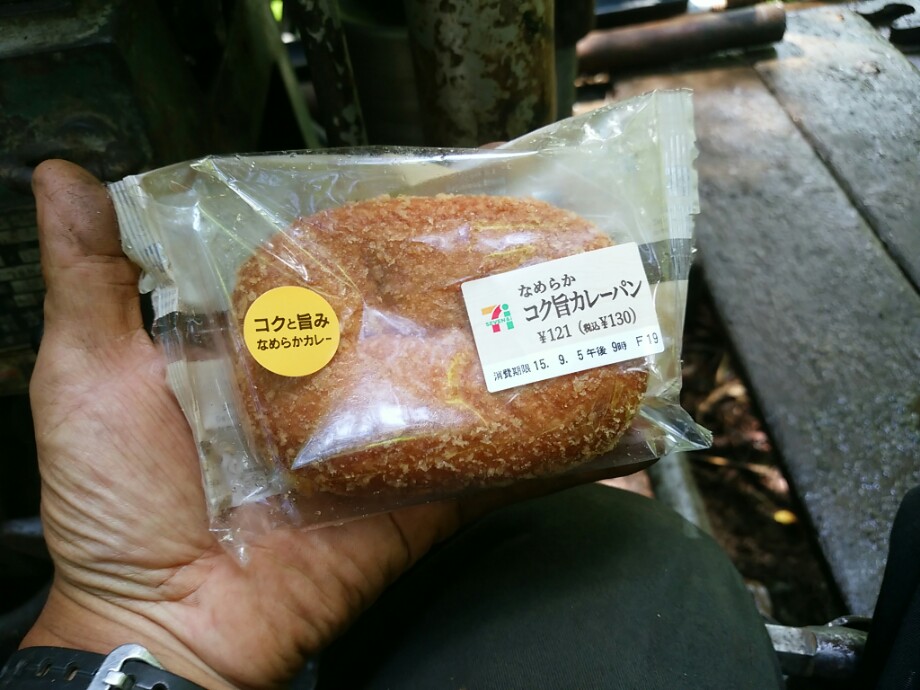 コクと旨み
なめらかカレー
なめらか
コク旨カレーパン
SEVEN EL
¥121 (税込¥130)
消費期限 15. 9. 5午後 9時 F19